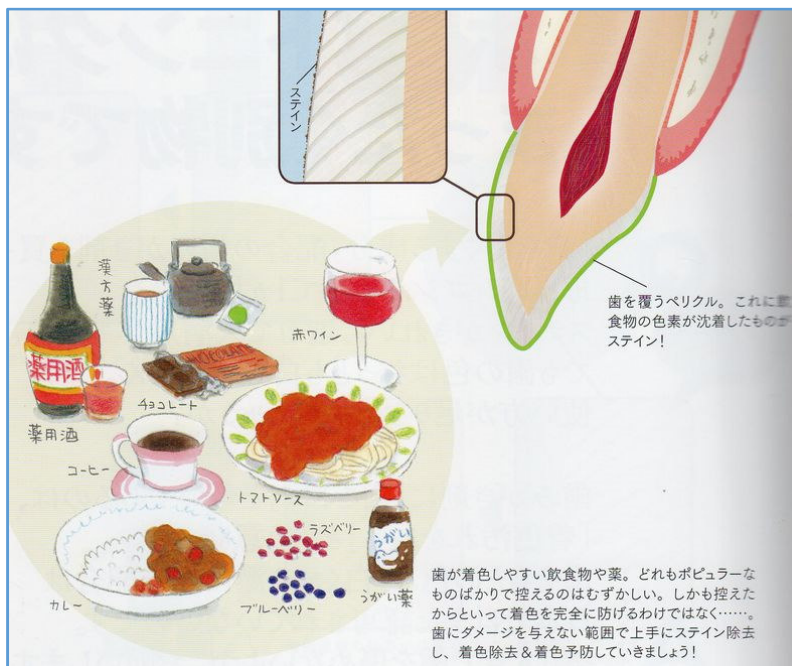 ステイン
歯を覆うペリクル。これに飲
食物の色素が沈着したものが
ステイン！
漢方薬
薬用酒
薬用酒
CHOCOLATE
チョコレート
赤ワイン
コーヒー
トマトソース
カレー
ラズベリー
ブルーベリー
うがい
うがい薬
歯が着色しやすい飲食物や薬。どれもポピュラーな
ものばかりで控えるのはむずかしい。しかも控えた
からといって着色を完全に防げるわけではなく……。
歯にダメージを与えない範囲で上手にステイン除去
し、着色除去＆着色予防していきましょう！